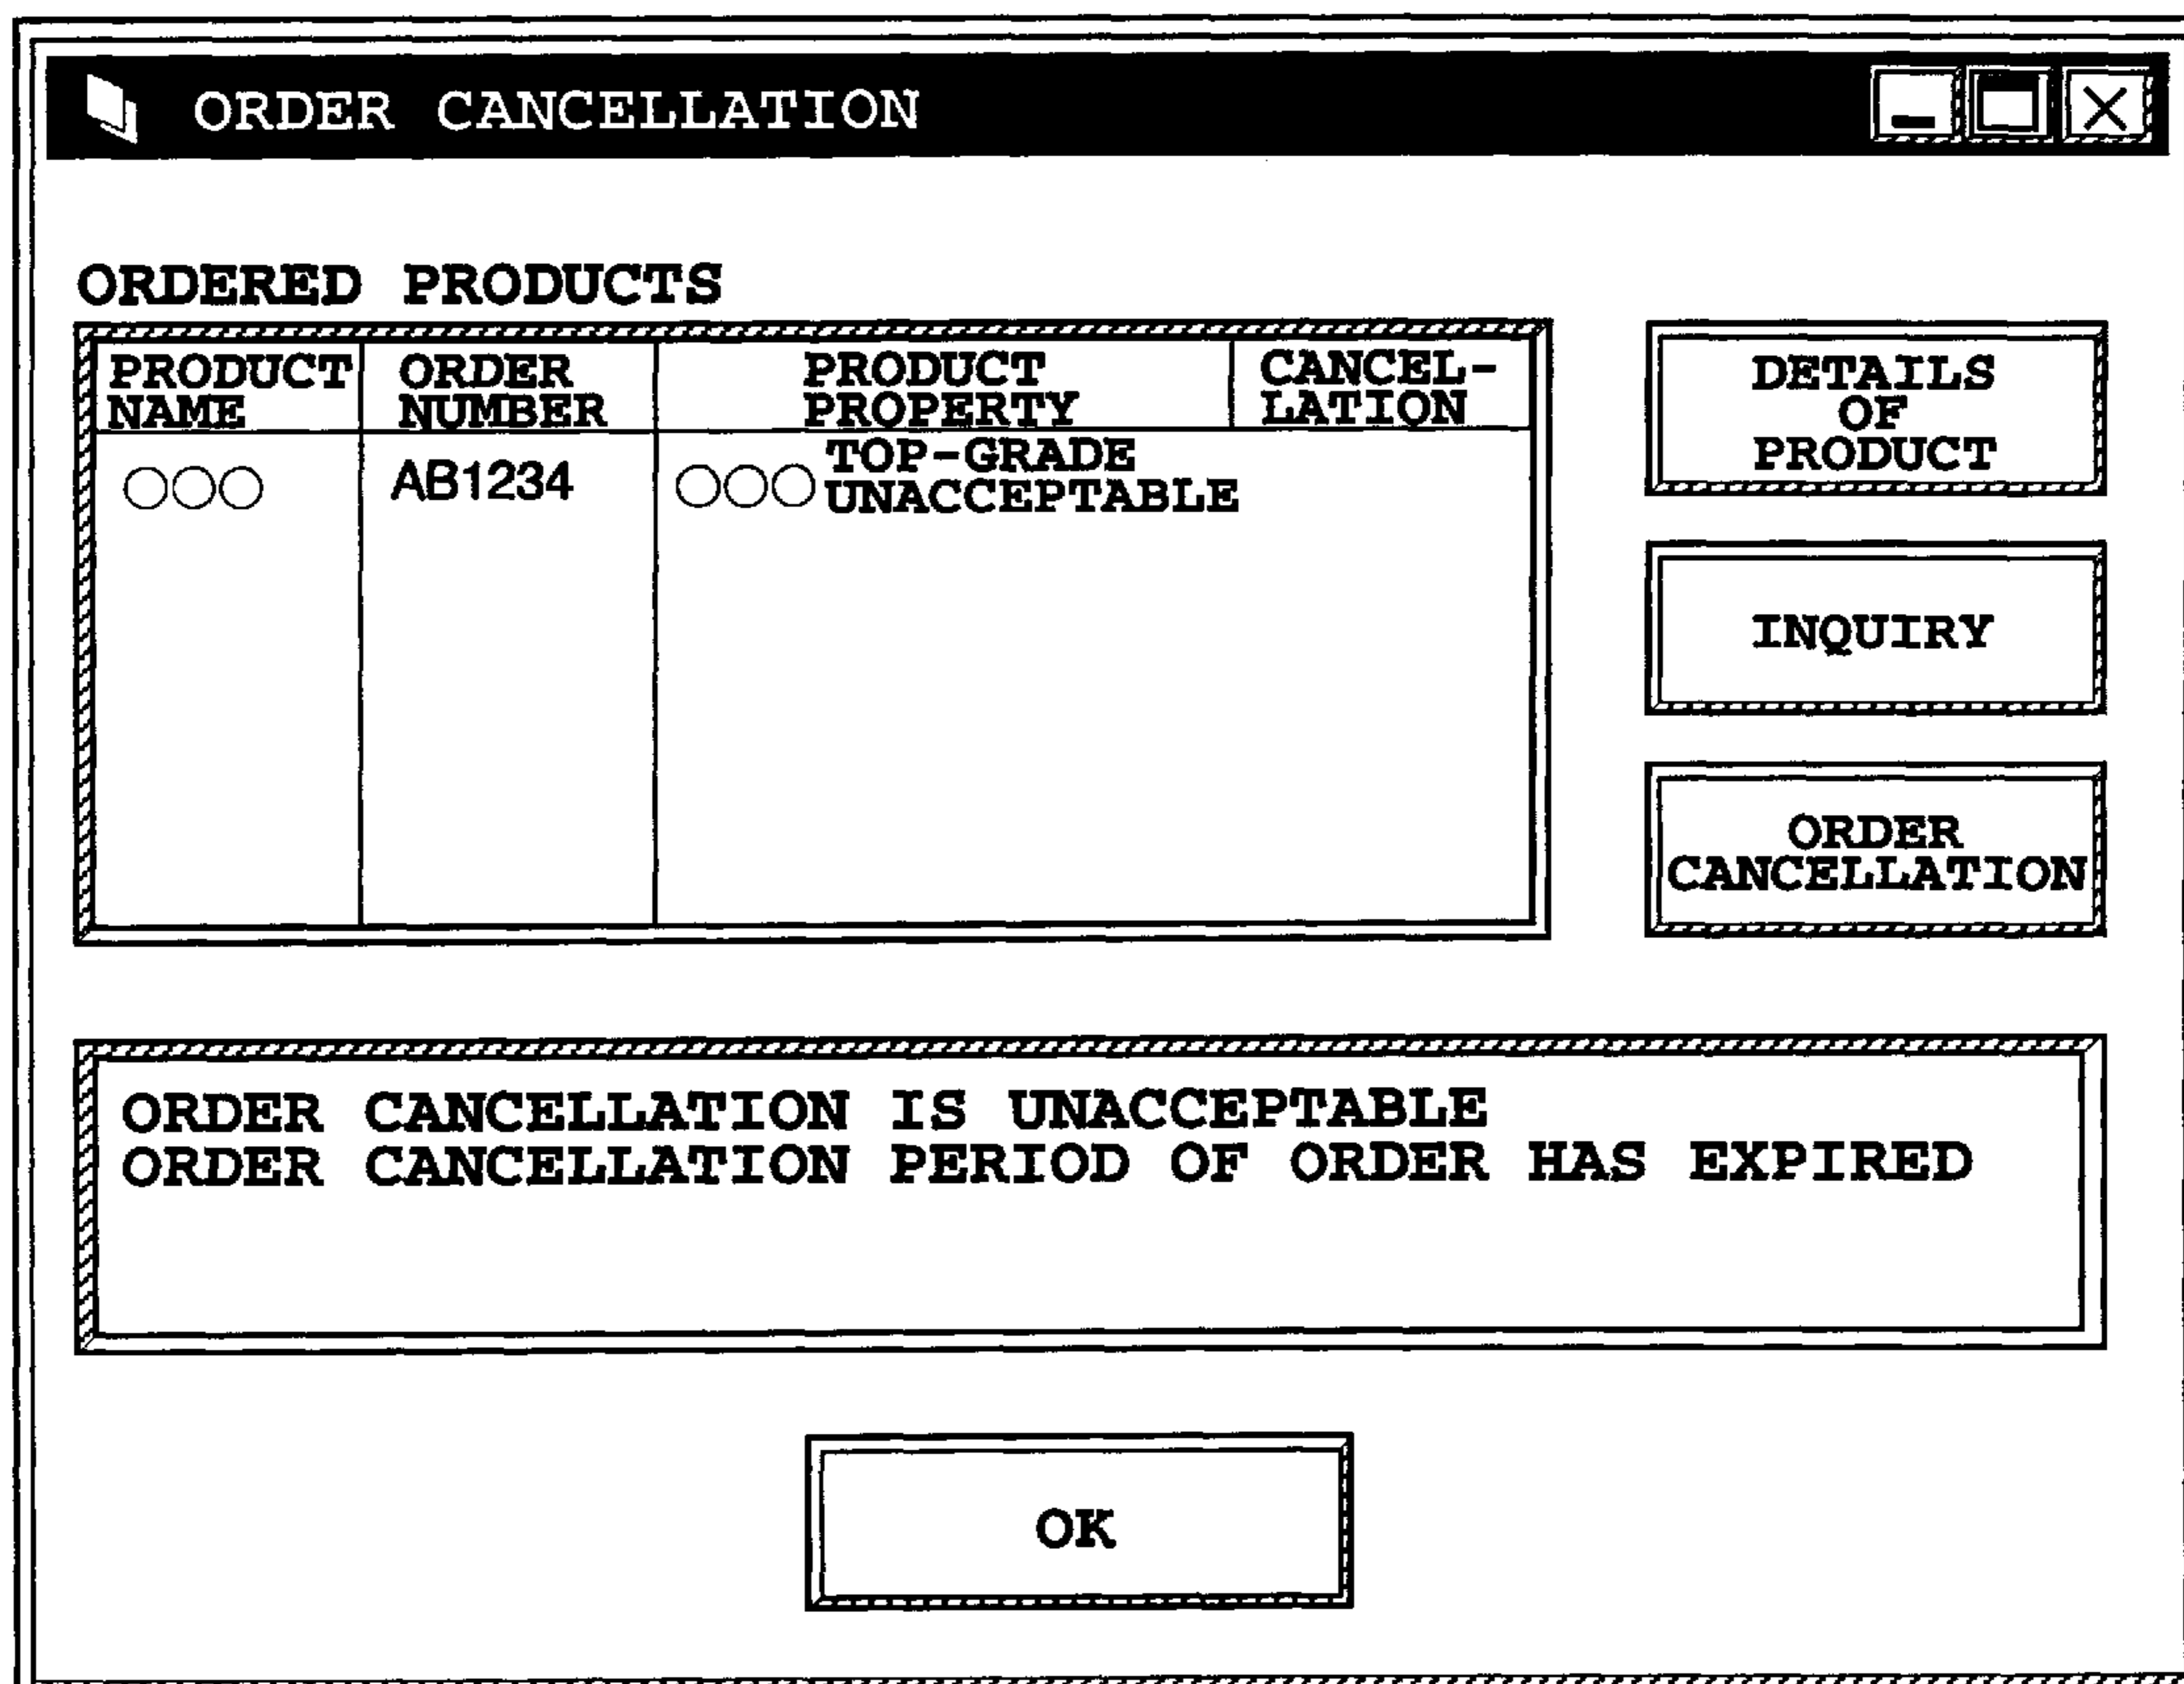 ORDER CANCELLATION
ORDERED PRODUCTS
PRODUCT NAME
ORDER NUMBER
PRODUCT PROPERTY
CANCEL-
LATION
○○○
AB1234
○○○ TOP-GRADE
UNACCEPTABLE
DETAILS
OF
PRODUCT
INQUIRY
ORDER
CANCELLATION
ORDER CANCELLATION IS UNACCEPTABLE
ORDER CANCELLATION PERIOD OF ORDER HAS EXPIRED
OK